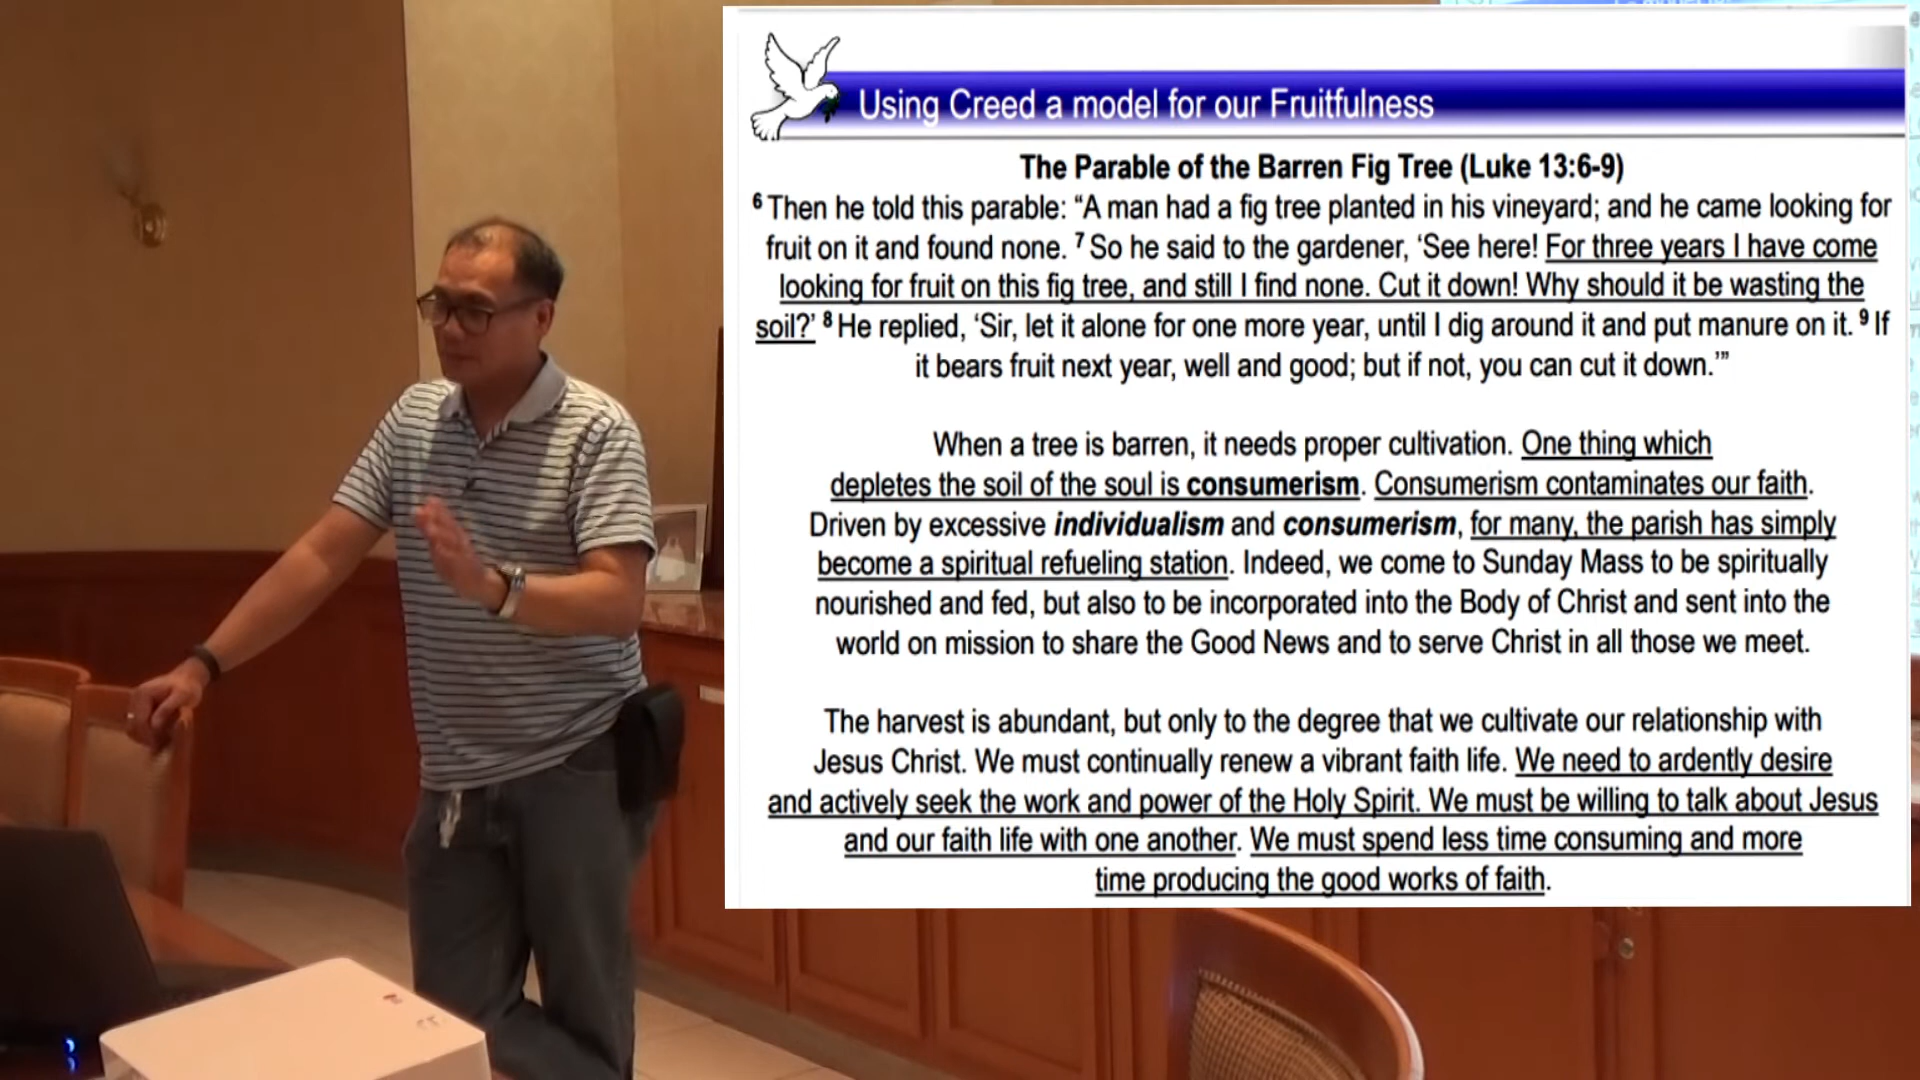 Using Creed a model for our Fruitfulness
The Parable of the Barren Fig Tree (Luke 13:6-9)
6 Then he told this parable: “A man had a fig tree planted in his vineyard; and he came looking for
fruit on it and found none. 7 So he said to the gardener, ‘See here! For three years I have come
looking for fruit on this fig tree, and still I find none. Cut it down! Why should it be wasting the
soil?’ 8 He replied, ‘Sir, let it alone for one more year, until I dig around it and put manure on it. 9 If
it bears fruit next year, well and good; but if not, you can cut it down.’”
When a tree is barren, it needs proper cultivation. One thing which
depletes the soil of the soul is consumerism. Consumerism contaminates our faith.
Driven by excessive individualism and consumerism, for many, the parish has simply
become a spiritual refueling station. Indeed, we come to Sunday Mass to be spiritually
nourished and fed, but also to be incorporated into the Body of Christ and sent into the
world on mission to share the Good News and to serve Christ in all those we meet.
The harvest is abundant, but only to the degree that we cultivate our relationship with
Jesus Christ. We must continually renew a vibrant faith life. We need to ardently desire
and actively seek the work and power of the Holy Spirit. We must be willing to talk about Jesus
and our faith life with one another. We must spend less time consuming and more
time producing the good works of faith.